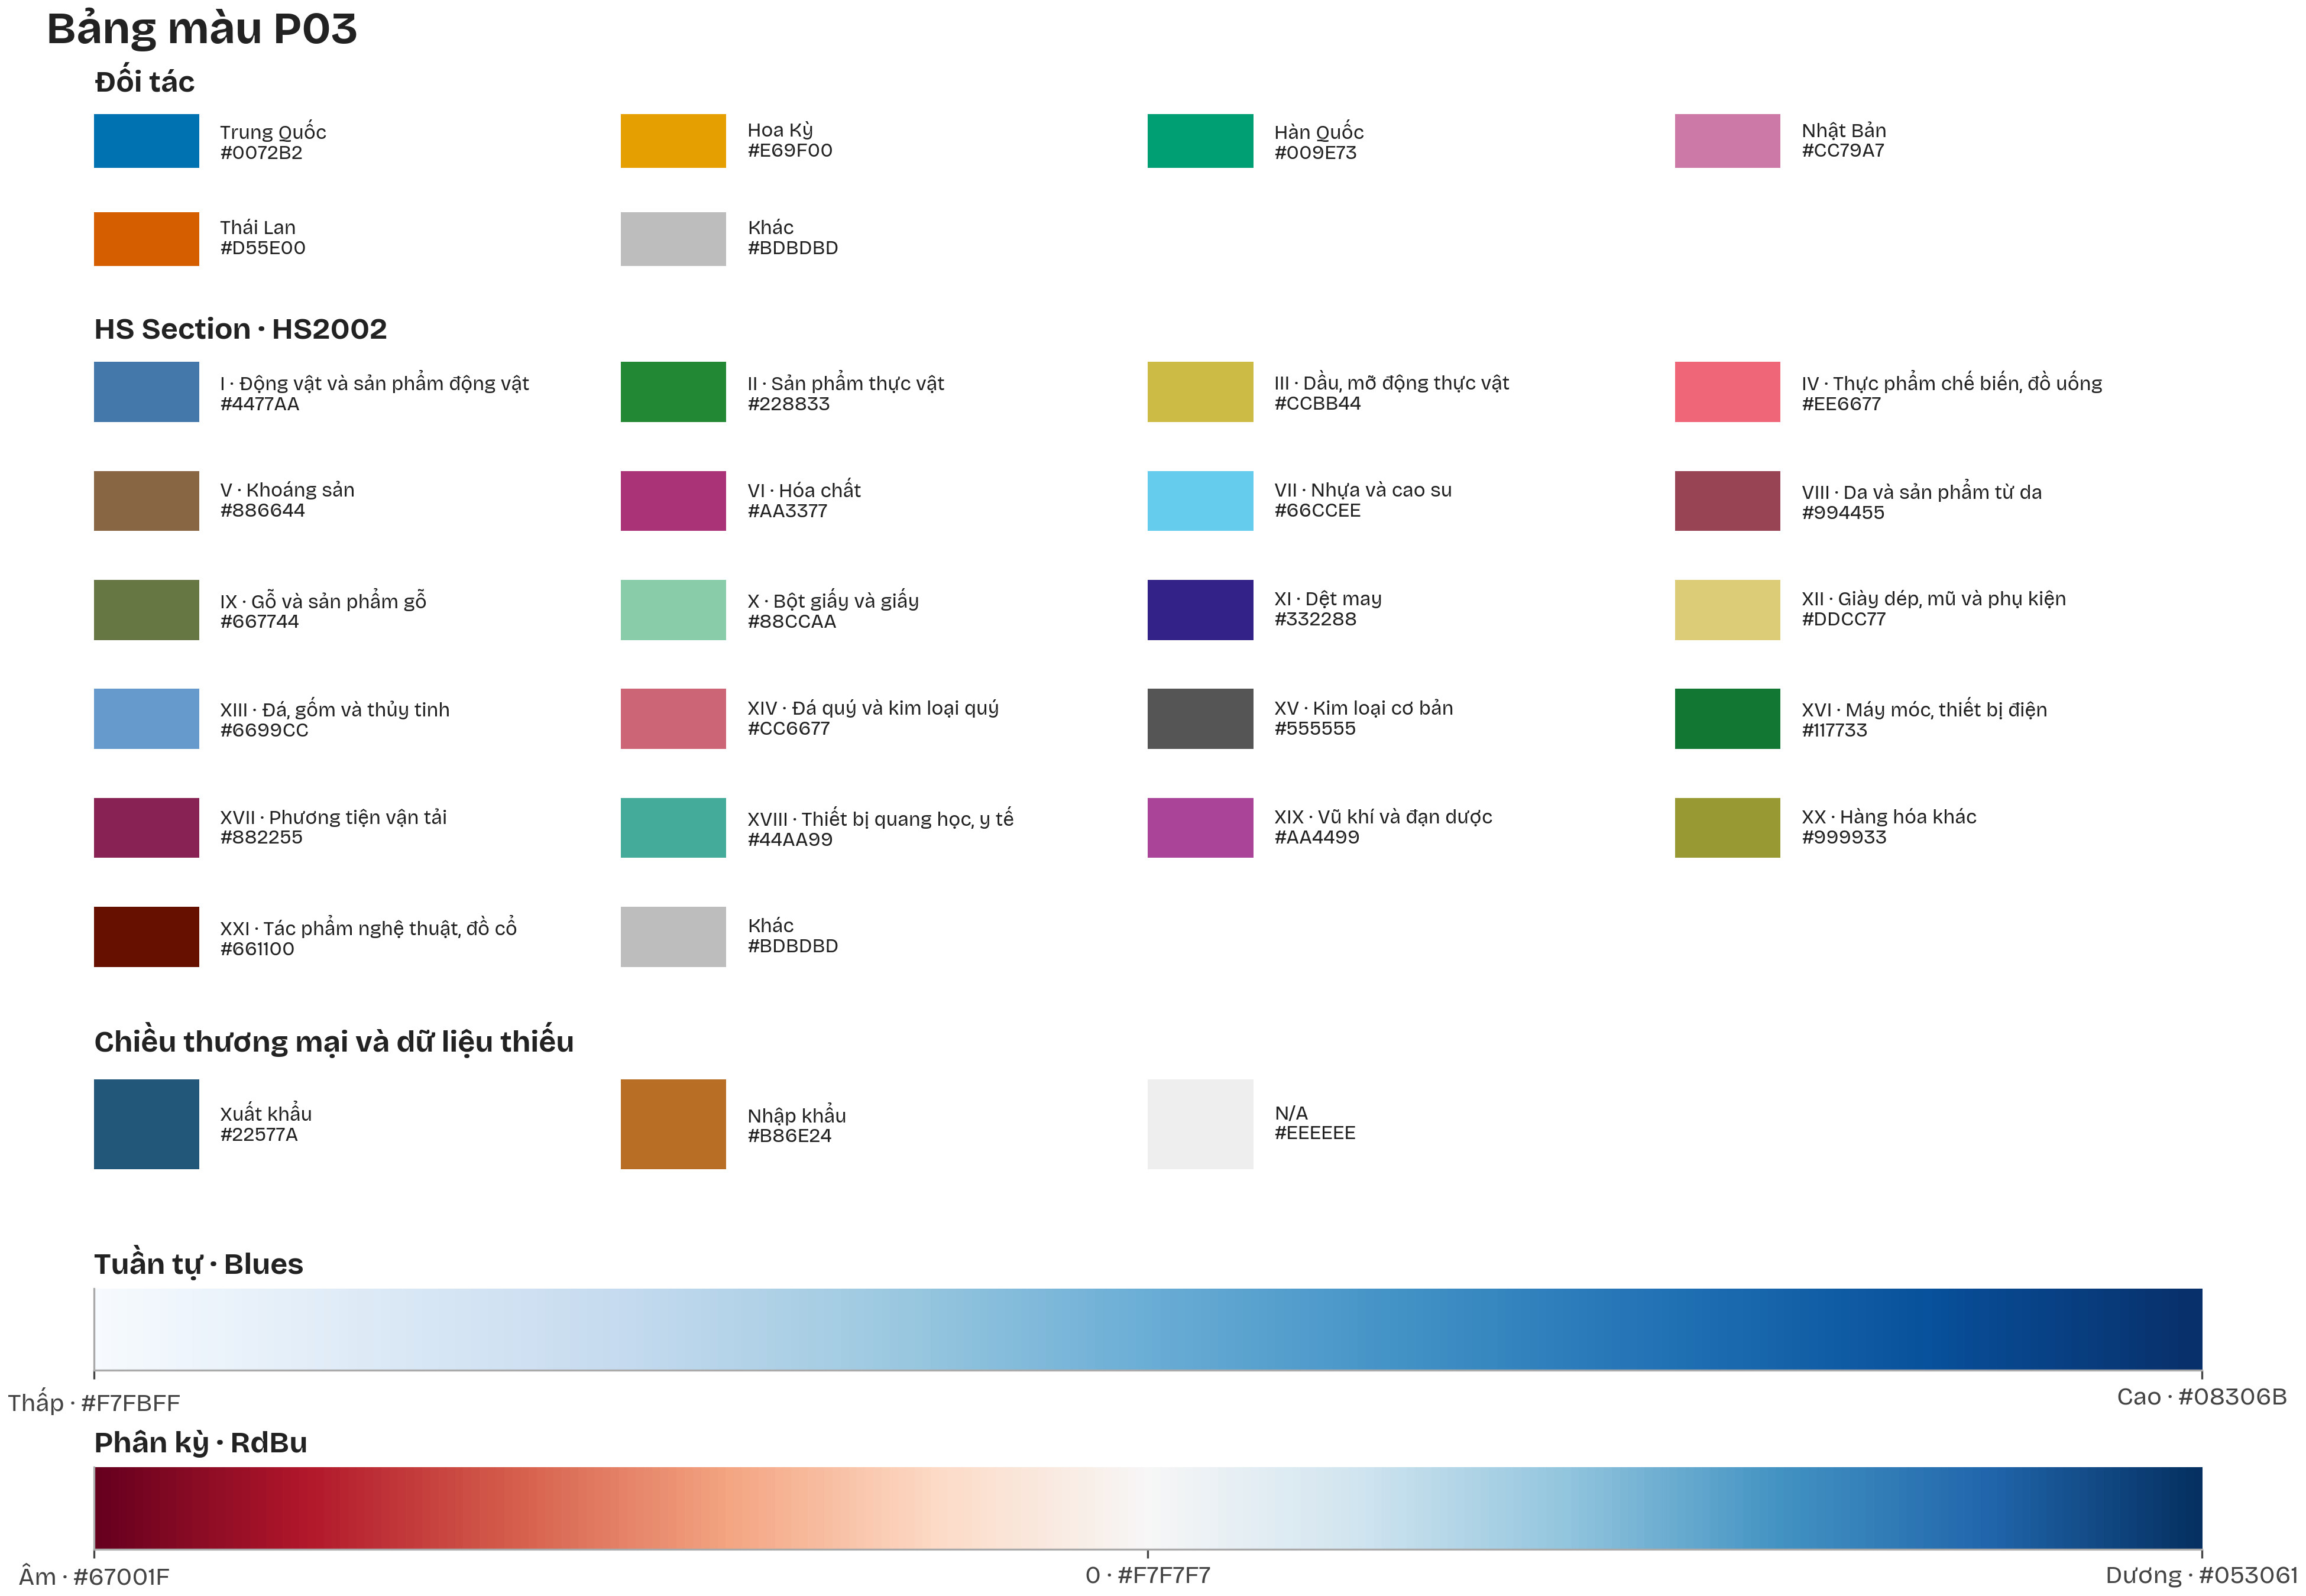 Bảng màu P03
Đối tác
Trung Quốc
#0072B2
Hoa Kỳ
#E69F00
Hàn Quốc
#009E73
Nhật Bản
#CC79A7
Thái Lan
#D55E00
Khác
#BDBDBD
HS Section · HS2002
I · Động vật và sản phẩm động vật
#4477AA
II · Sản phẩm thực vật
#228833
III · Dầu, mỡ động thực vật
#CCBB44
IV · Thực phẩm chế biến, đồ uống
#EE6677
V · Khoáng sản
#886644
VI · Hóa chất
#AA3377
VII · Nhựa và cao su
#66CCEE
VIII · Da và sản phẩm từ da
#994455
IX · Gỗ và sản phẩm gỗ
#667744
X · Bột giấy và giấy
#88CCAA
XI · Dệt may
#332288
XII · Giày dép, mũ và phụ kiện
#DDCC77
XIII · Đá, gốm và thủy tinh
#6699CC
XIV · Đá quý và kim loại quý
#CC6677
XV · Kim loại cơ bản
#555555
XVI · Máy móc, thiết bị điện
#117733
XVII · Phương tiện vận tải
#882255
XVIII · Thiết bị quang học, y tế
#44AA99
XIX · Vũ khí và đạn dược
#AA4499
XX · Hàng hóa khác
#999933
XXI · Tác phẩm nghệ thuật, đồ cổ
#661100
Khác
#BDBDBD
Chiều thương mại và dữ liệu thiếu
Xuất khẩu
#22577A
Nhập khẩu
#B86E24
N/A
#EEEEEE
Tuần tự · Blues
Thấp · #F7FBFF
Cao · #08306B
Phân kỳ · RdBu
Âm · #67001F
0 · #F7F7F7
Dương · #053061